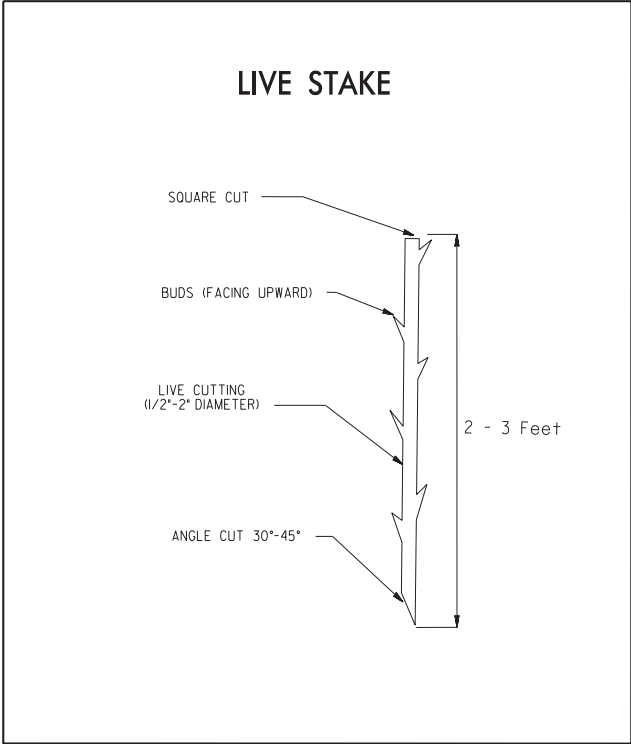 LIVE STAKE
SQUARE CUT
BUDS (FACING UPWARD)
LIVE CUTTING
(1/2"-2" DIAMETER)
2 - 3 Feet
ANGLE CUT 30°-45°